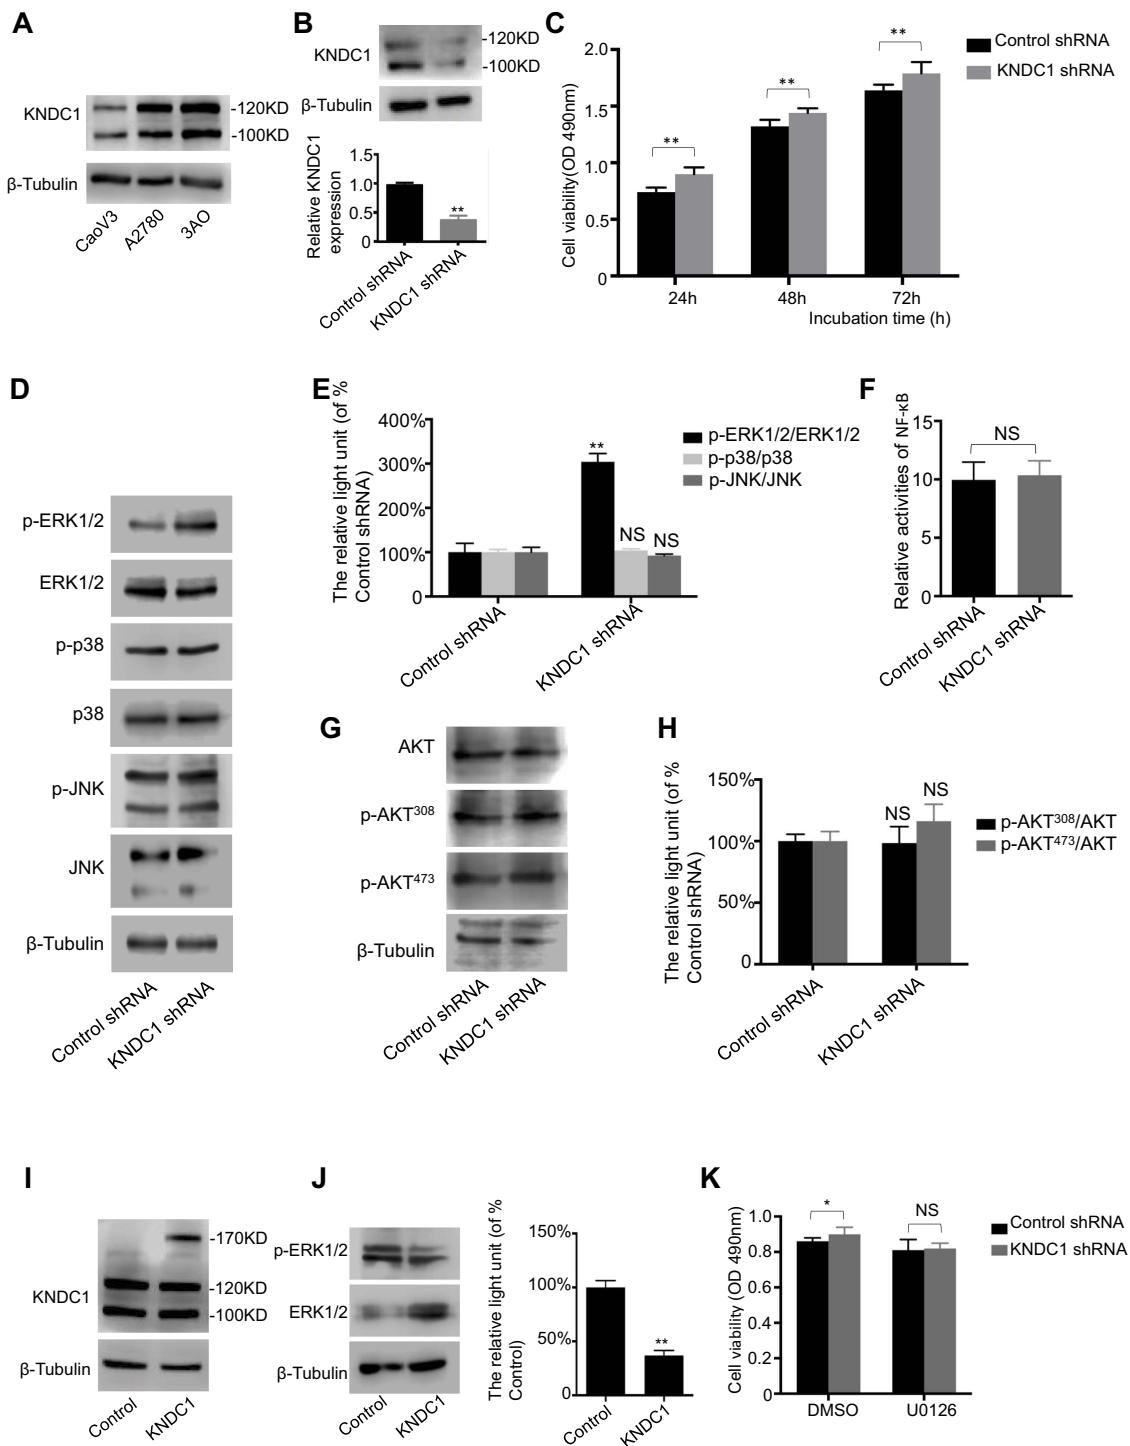 A
KNDC1
-120KD
-100KD
β-Tubulin
CaoV3
A2780
3AO
B
KNDC1
-120KD
-100KD
β-Tubulin
Relative KNDC1
expression
1.5
1.0
0.5
0
**
Control shRNA
KNDC1 shRNA
C
Cell viability(OD 490nm)
2.0
1.5
1.0
0.5
0
**
**
**
24h
48h
72h
Incubation time (h)
Control shRNA
KNDC1 shRNA
D
p-ERK1/2
ERK1/2
p-p38
p38
p-JNK
JNK
β-Tubulin
Control shRNA
KNDC1 shRNA
E
The relative light unit (of %
Control shRNA)
400%
300%
200%
100%
0
**
NS
NS
Control shRNA
KNDC1 shRNA
p-ERK1/2/ERK1/2
p-p38/p38
p-JNK/JNK
F
Relative activities of NF-κB
15
10
5
0
NS
Control shRNA
KNDC1 shRNA
G
AKT
p-AKT³⁰⁸
p-AKT⁴⁷³
β-Tubulin
Control shRNA
KNDC1 shRNA
H
The relative light unit (of %
Control shRNA)
150%
100%
50%
0
NS
NS
Control shRNA
KNDC1 shRNA
p-AKT³⁰⁸/AKT
p-AKT⁴⁷³/AKT
I
KNDC1
-170KD
-120KD
-100KD
β-Tubulin
Control
KNDC1
J
p-ERK1/2
ERK1/2
β-Tubulin
Control
KNDC1
The relative light unit (of %
Control)
150%
100%
50%
0
**
Control
KNDC1
K
Cell viability (OD 490nm)
1.0
0.8
0.6
0.4
0.2
0
*
NS
DMSO
U0126
Control shRNA
KNDC1 shRNA